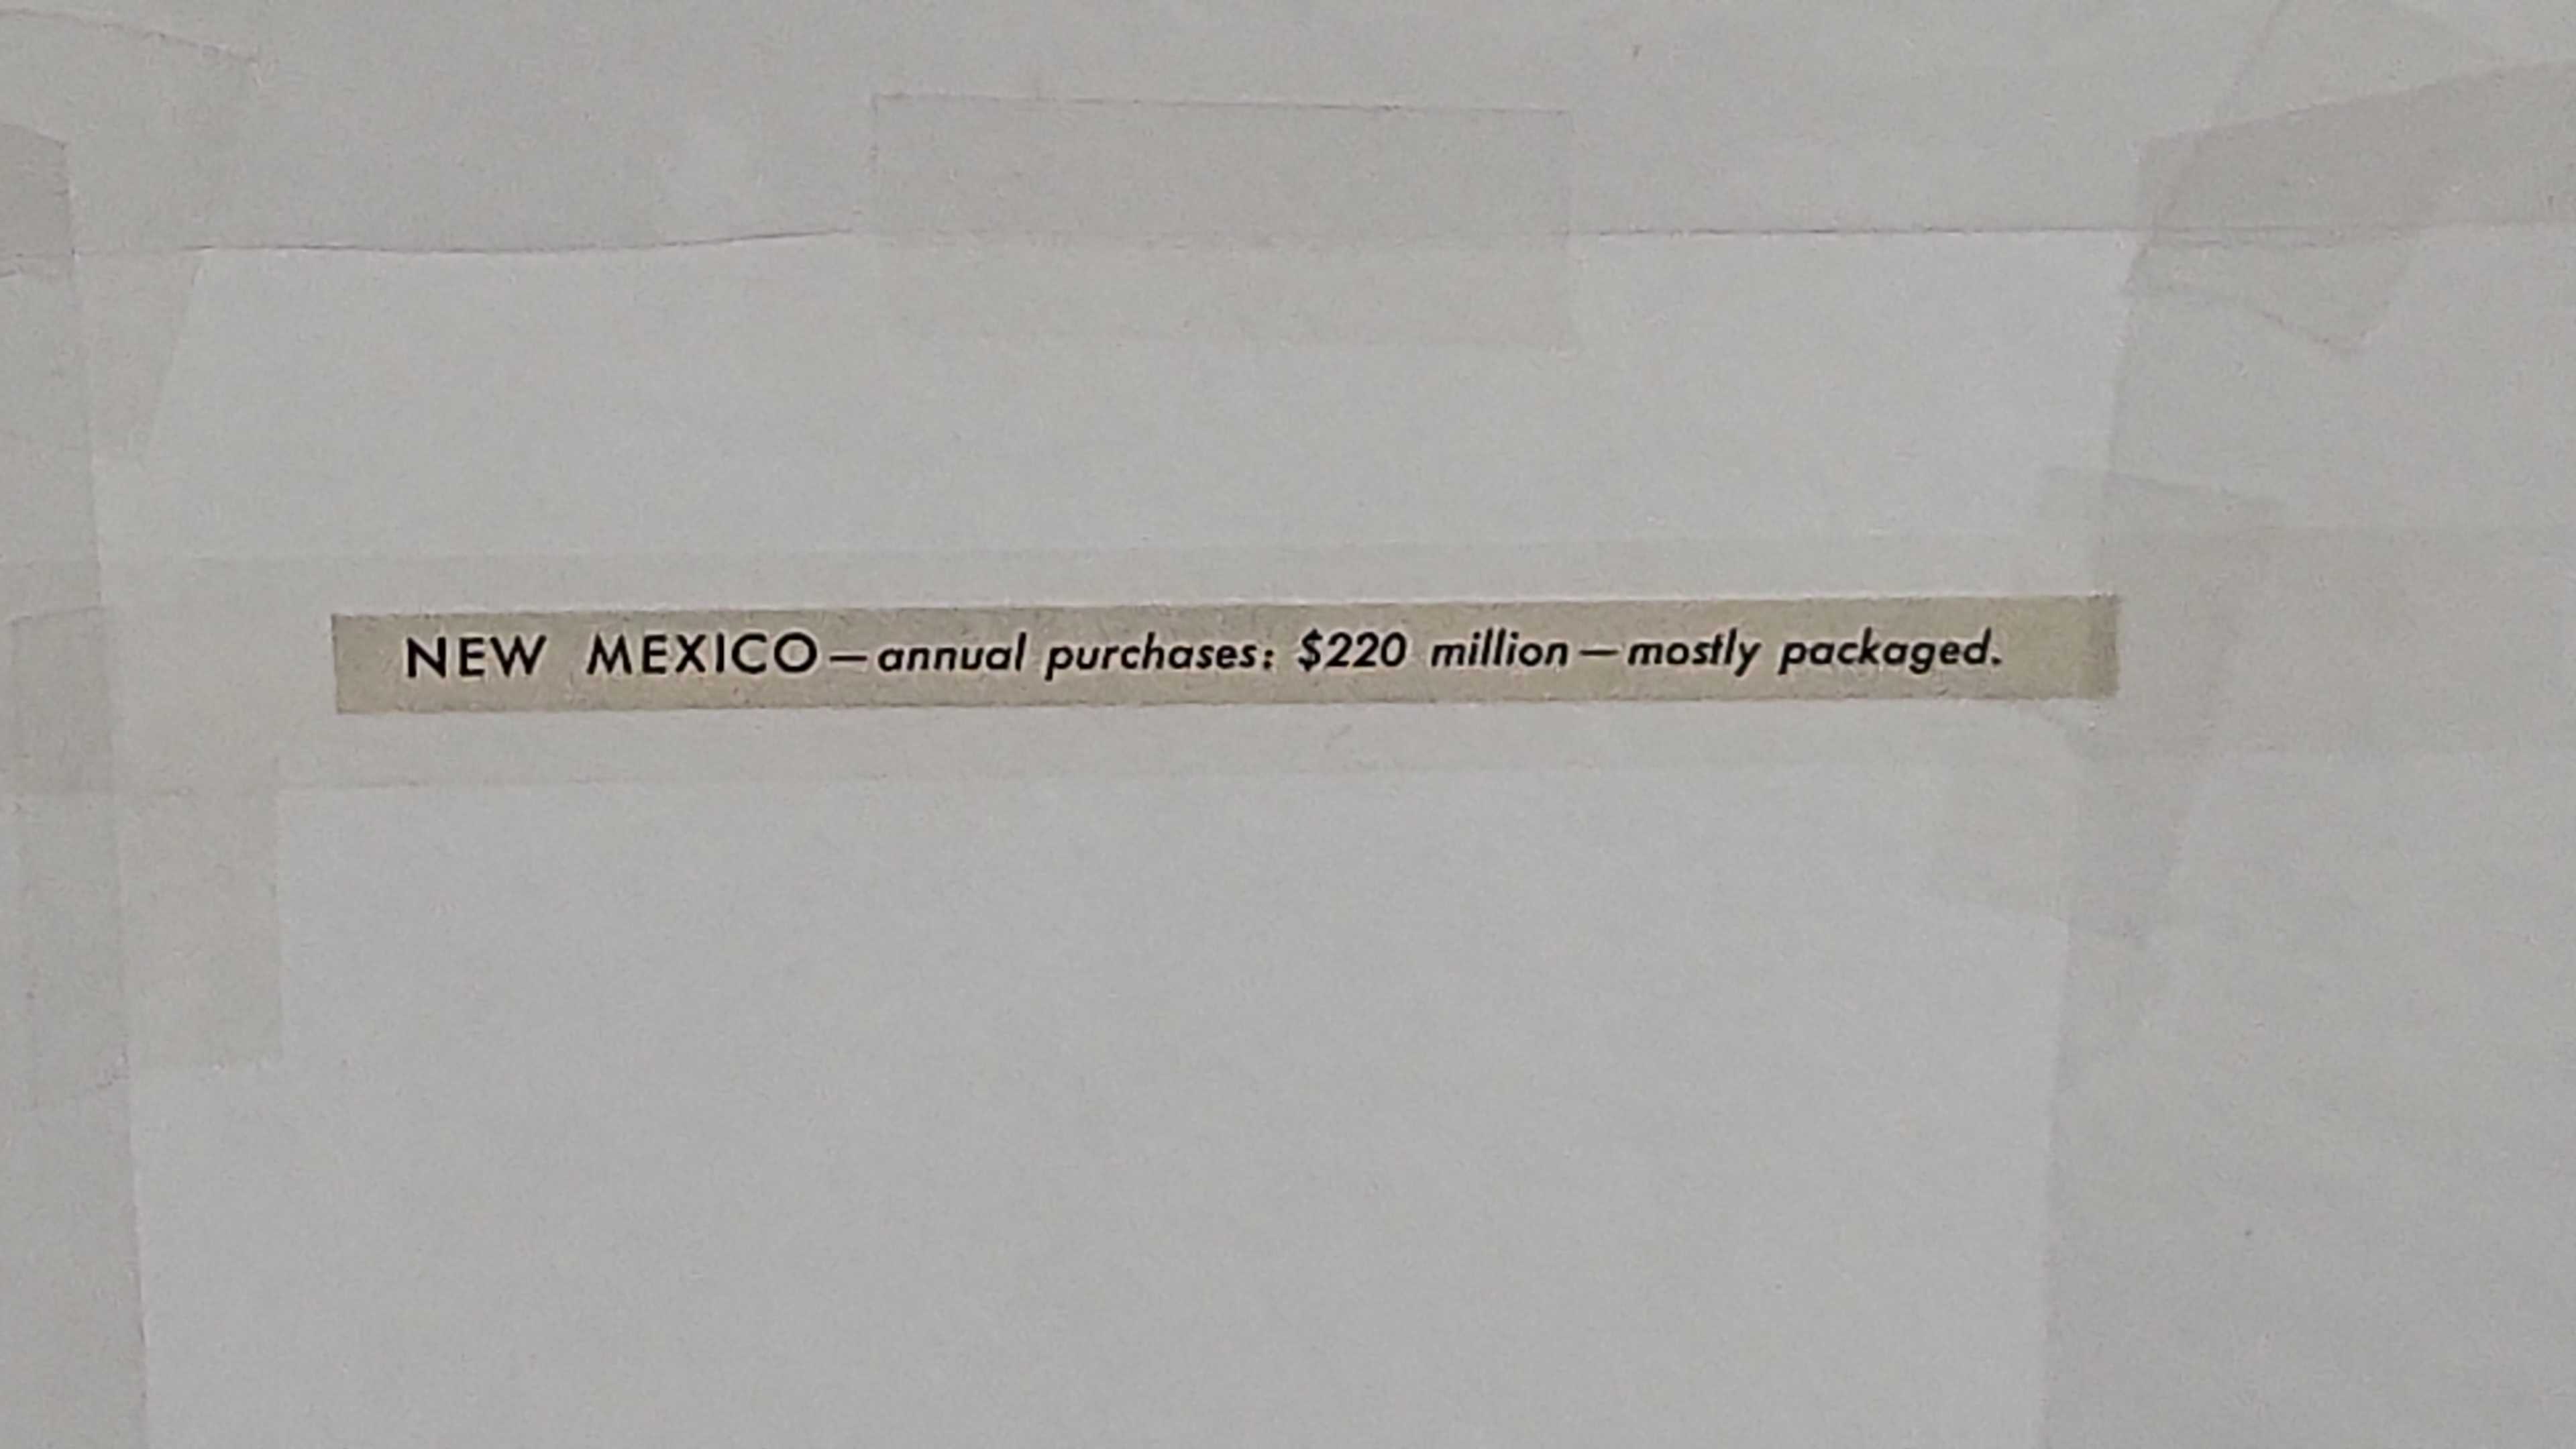 NEW MEXICO—annual purchases: $220 million—mostly packaged.